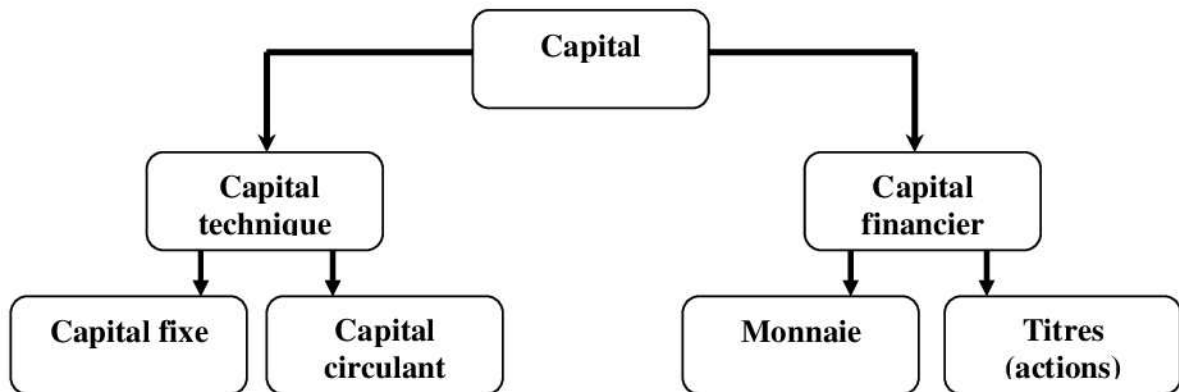 Capital
Capital
technique
Capital
financier
Capital fixe
Capital
circulant
Monnaie
Titres
(actions)